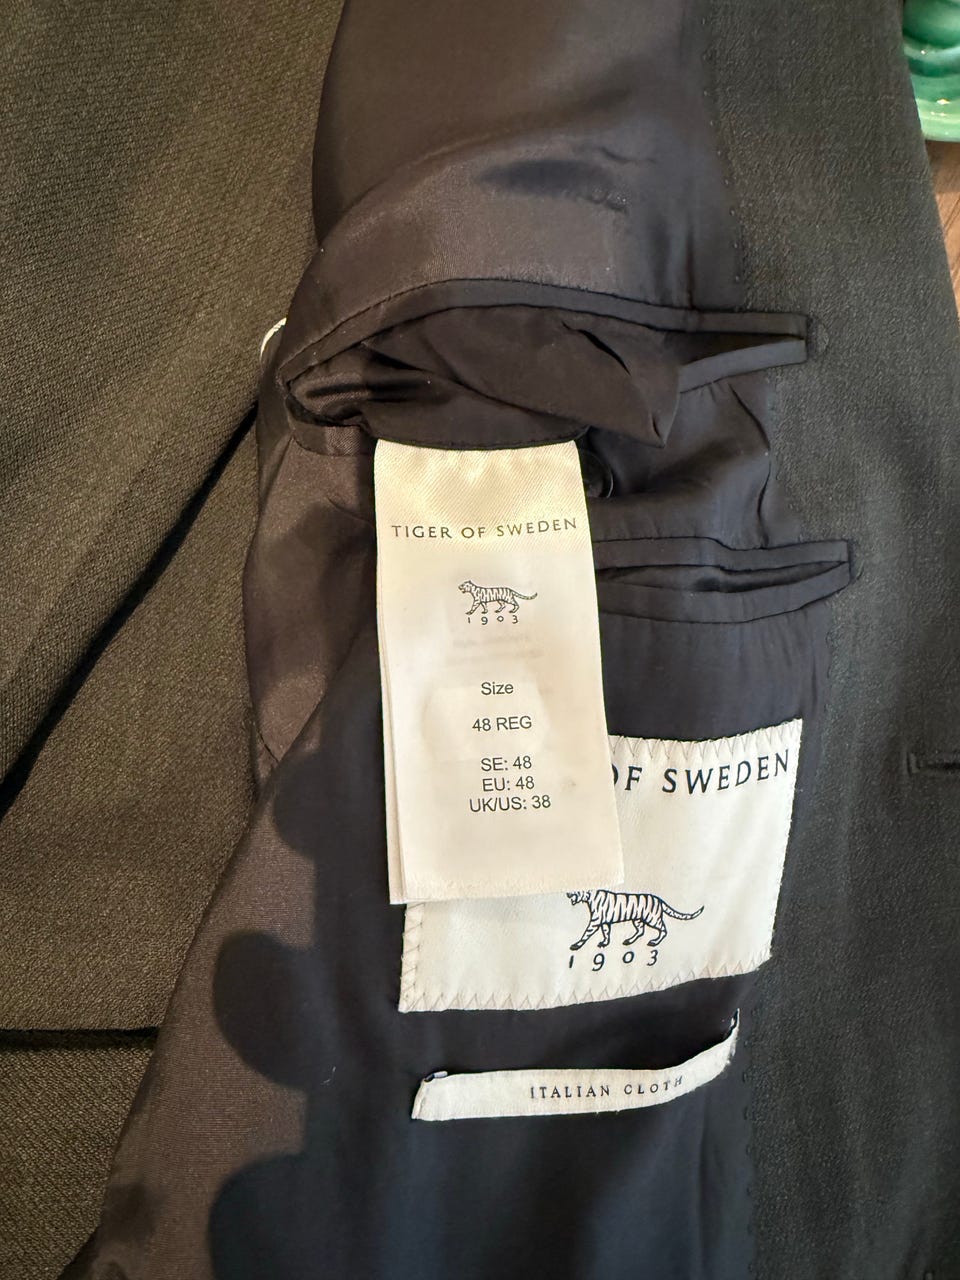 TIGER OF SWEDEN
1903
Size
48 REG
SE: 48
EU: 48
UK/US: 38
OF SWEDEN
1903
ITALIAN CLOTH